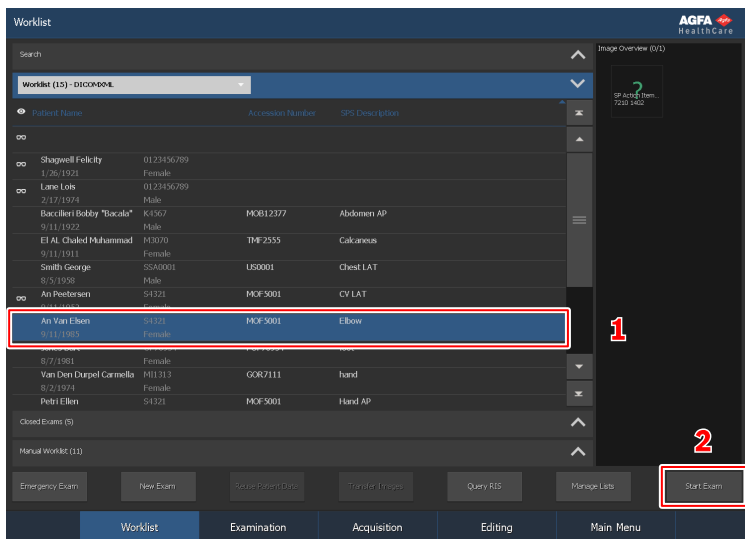 Worklist
AGFA
HealthCare
Search
Image Overview (0/1)
Worklist (15) - DICOMXML
SP Action Item...
7210 1402
Patient Name Accession Number SPS Description
Shagwell Felicity 0123456789
1/26/1921 Female
Lane Lois 0123456789
2/17/1974 Male
Baccilieri Bobby "Bacala" K4567 MOB12377 Abdomen AP
9/11/1922 Male
El AL Chaled Muhammad M3070 TMF2555 Calcaneus
9/11/1911 Female
Smith George SSA0001 US0001 Chest LAT
8/5/1958 Male
An Peetersen S4321 MOF5001 CV LAT
An Van Elsen S4321 MOF5001 Elbow
9/11/1985 Female
1
8/7/1981 Female
Van Den Durpel Carmella MI1313 GOR7111 hand
8/2/1974 Female
Petri Ellen S4321 MOF5001 Hand AP
Closed Exams (5)
Manual Worklist (11)
2
Emergency Exam New Exam Reuse Patient Data Transfer Images Query RIS Manage Lists Start Exam
Worklist Examination Acquisition Editing Main Menu